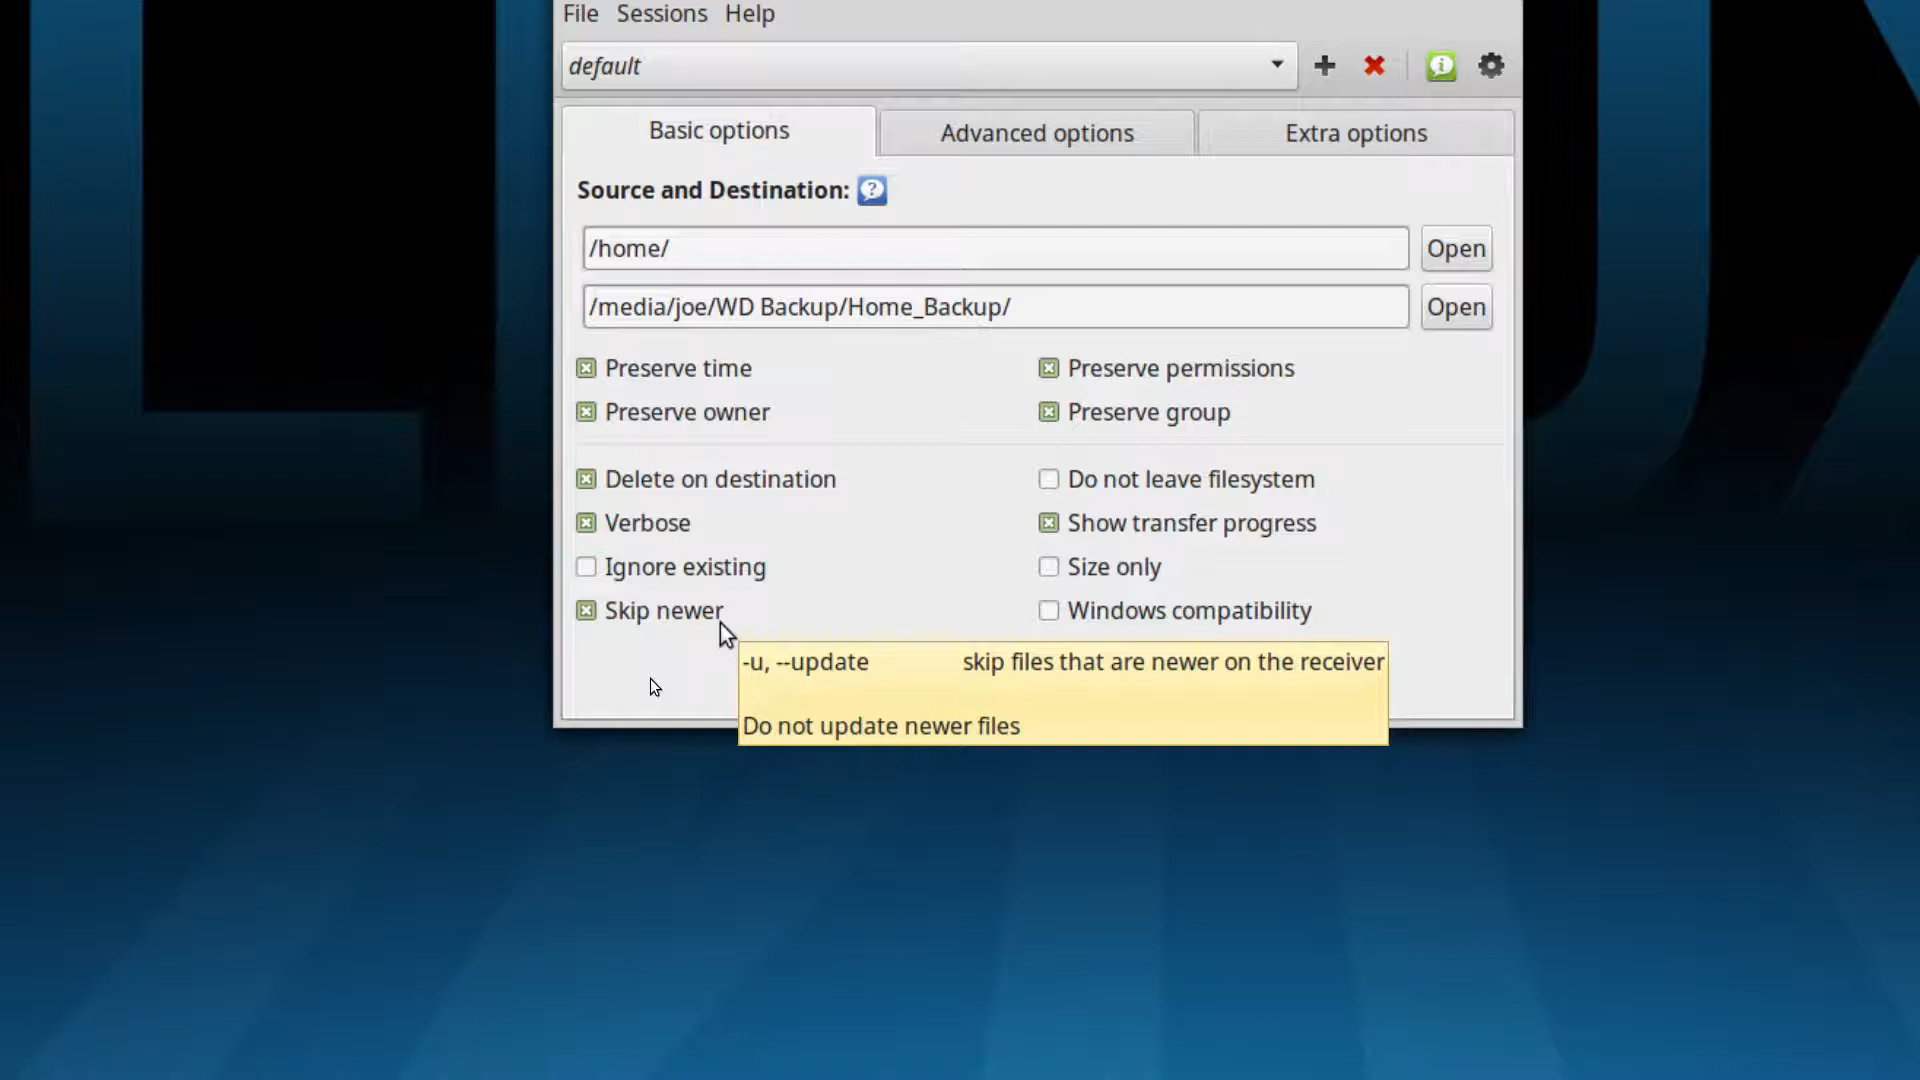 File Sessions Help
default
Basic options Advanced options Extra options
Source and Destination:
/home/ Open
/media/joe/WD Backup/Home_Backup/ Open
Preserve time Preserve permissions
Preserve owner Preserve group
Delete on destination Do not leave filesystem
Verbose Show transfer progress
Ignore existing Size only
Skip newer Windows compatibility
-u, --update skip files that are newer on the receiver
Do not update newer files